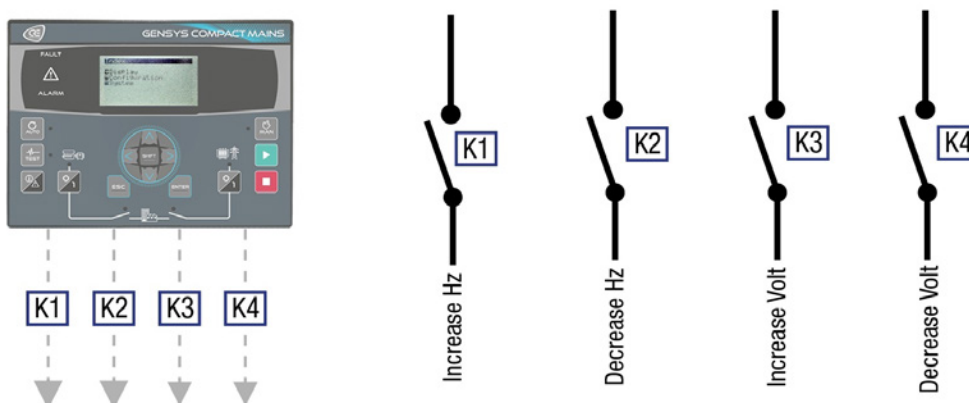 GENSYS COMPACT MAINS
FAULT
ALARM
Display
Configuration
System
AUTO
MAN
TEST
SHIFT
ESC
ENTER
K1
K2
K3
K4
K1
K2
K3
K4
Increase Hz
Decrease Hz
Increase Volt
Decrease Volt